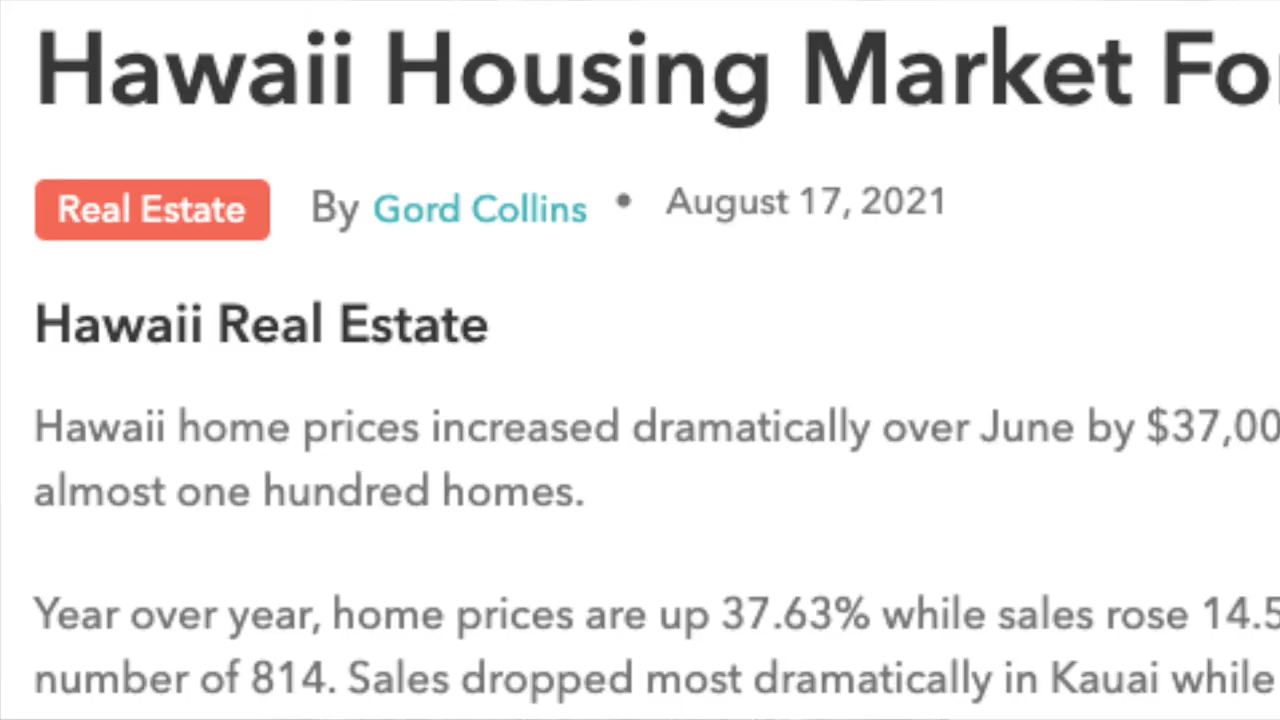 Hawaii Housing Market For
Real Estate By Gord Collins • August 17, 2021
Hawaii Real Estate
Hawaii home prices increased dramatically over June by $37,00
almost one hundred homes.
Year over year, home prices are up 37.63% while sales rose 14.5
number of 814. Sales dropped most dramatically in Kauai while